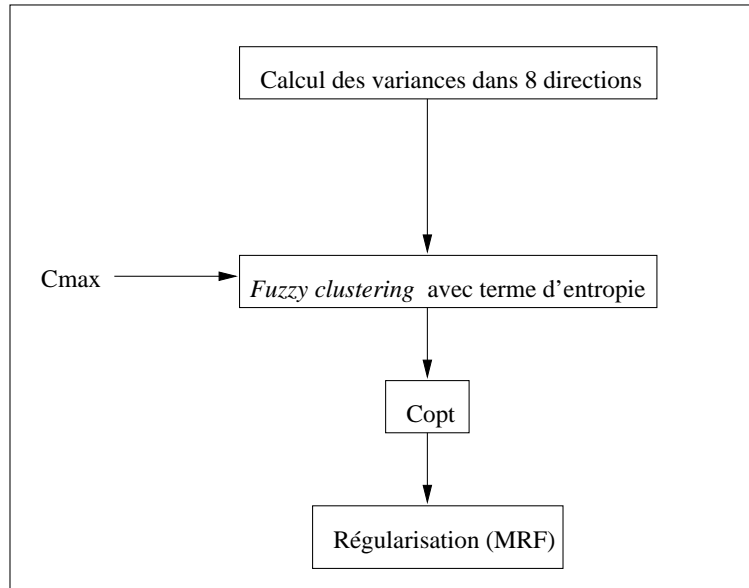 Calcul des variances dans 8 directions
Cmax
Fuzzy clustering avec terme d’entropie
Copt
Régularisation (MRF)